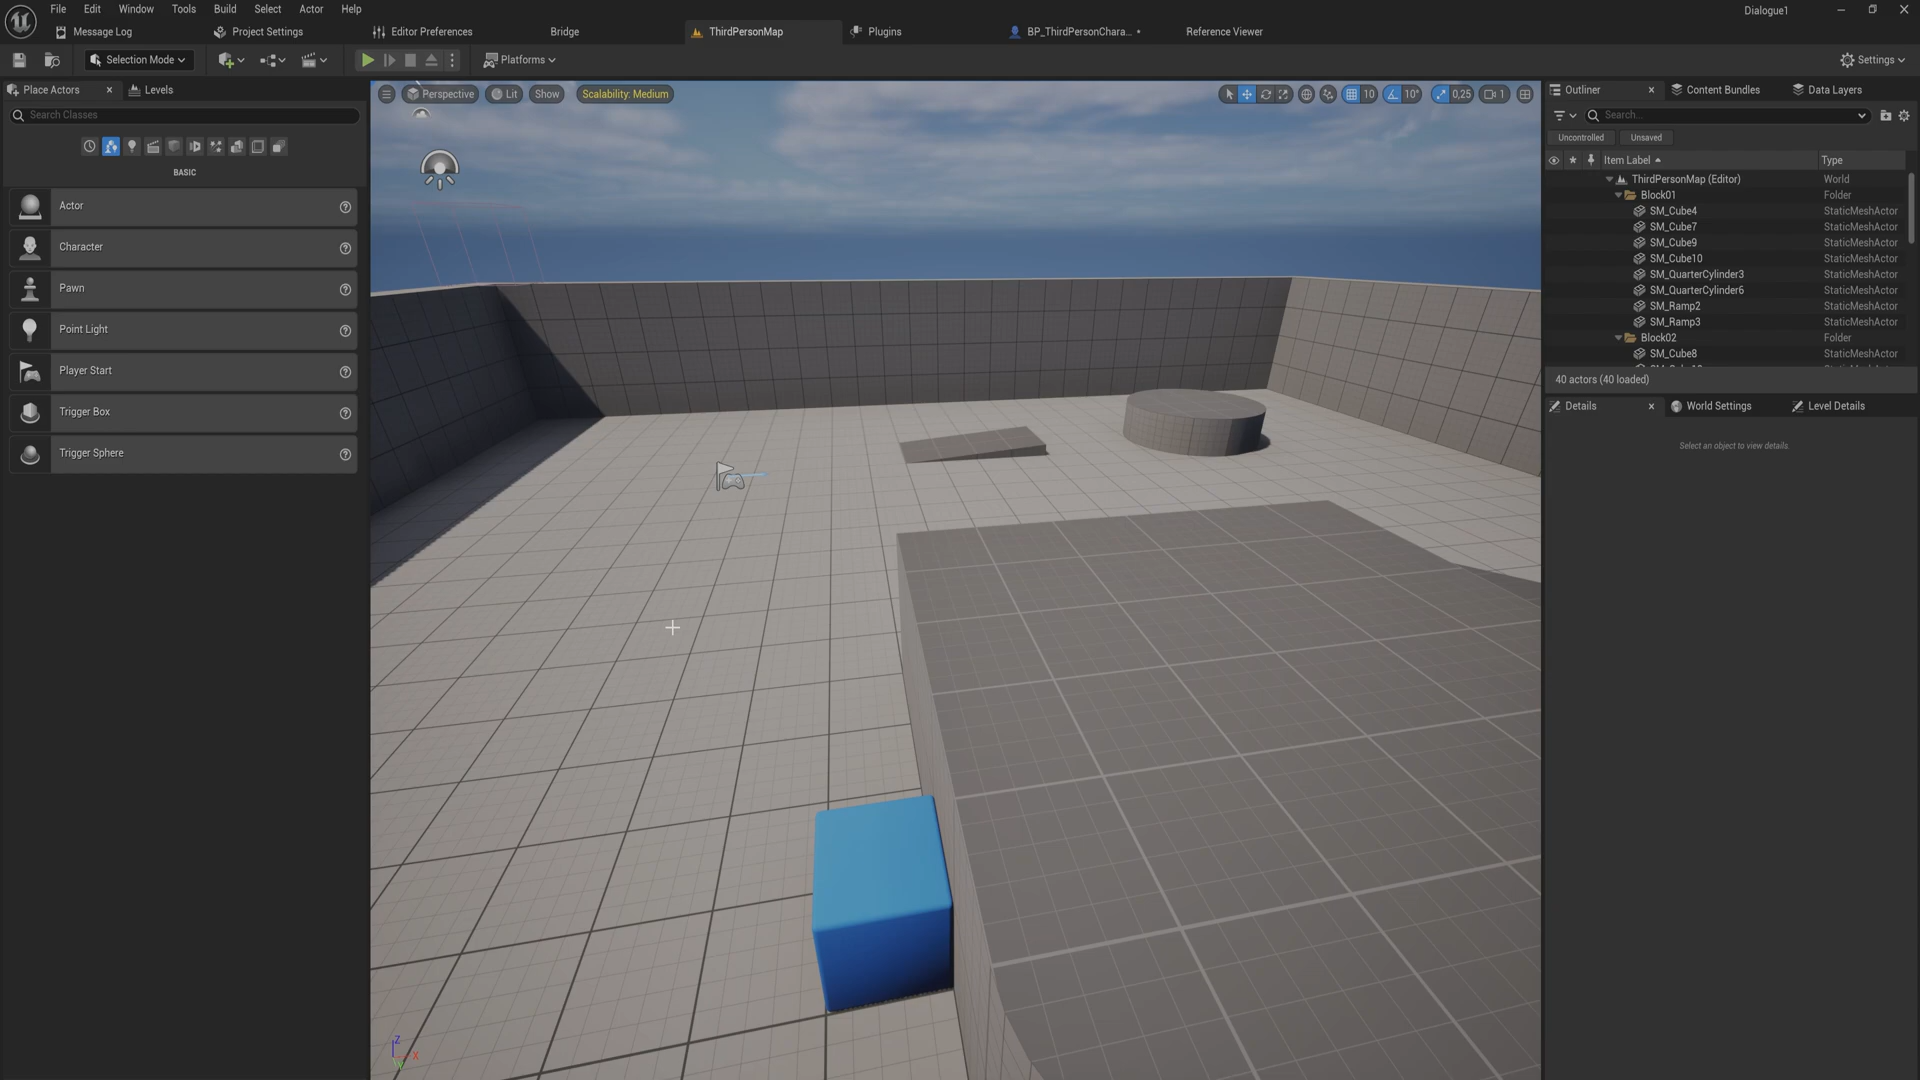 File Edit Window Tools Build Select Actor Help
Dialogue1
Message Log Project Settings Editor Preferences Bridge ThirdPersonMap Plugins BP_ThirdPersonChara... • Reference Viewer
Selection Mode Platforms Settings
Place Actors Levels
Search Classes
BASIC
Actor
Character
Pawn
Point Light
Player Start
Trigger Box
Trigger Sphere
Perspective Lit Show Scalability: Medium 10 10° 0,25 1
Z
X
Outliner Content Bundles Data Layers
Search...
Uncontrolled Unsaved
Item Label Type
ThirdPersonMap (Editor) World
Block01 Folder
SM_Cube4 StaticMeshActor
SM_Cube7 StaticMeshActor
SM_Cube9 StaticMeshActor
SM_Cube10 StaticMeshActor
SM_QuarterCylinder3 StaticMeshActor
SM_QuarterCylinder6 StaticMeshActor
SM_Ramp2 StaticMeshActor
SM_Ramp3 StaticMeshActor
Block02 Folder
SM_Cube8 StaticMeshActor
40 actors (40 loaded)
Details World Settings Level Details
Select an object to view details.